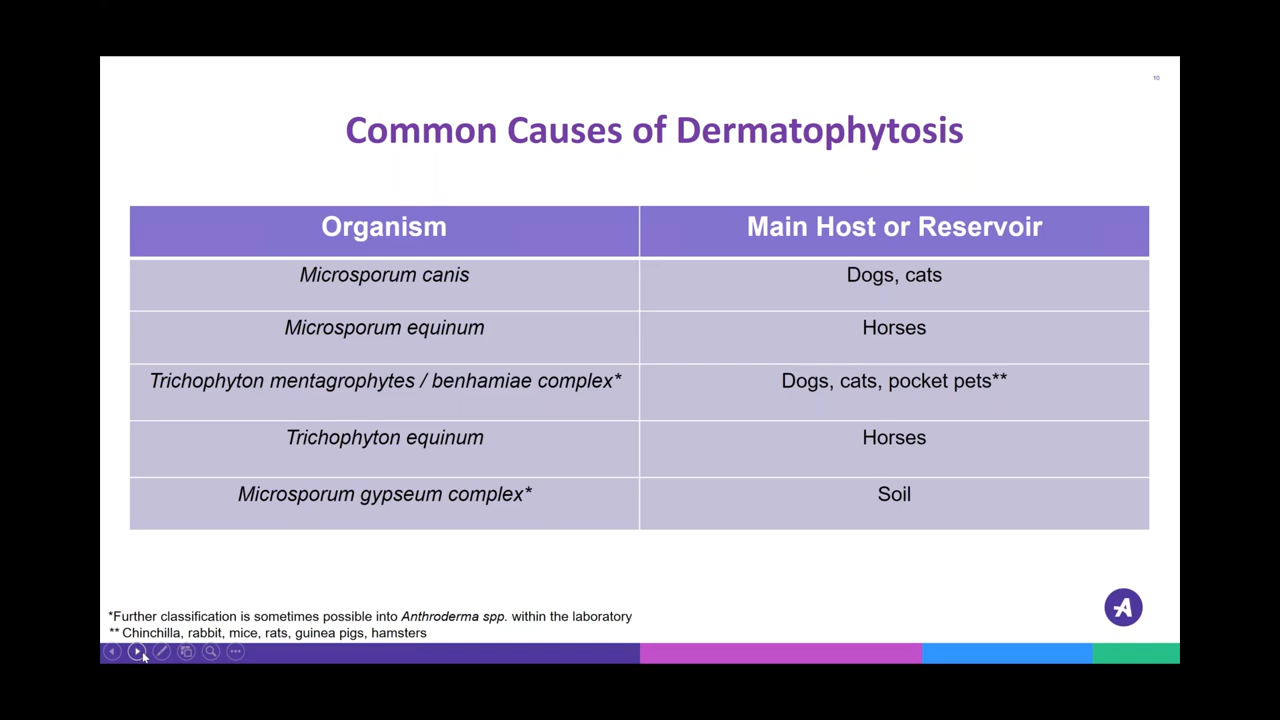 10
Common Causes of Dermatophytosis
Organism
Main Host or Reservoir
Microsporum canis
Dogs, cats
Microsporum equinum
Horses
Trichophyton mentagrophytes / benhamiae complex*
Dogs, cats, pocket pets**
Trichophyton equinum
Horses
Microsporum gypseum complex*
Soil
*Further classification is sometimes possible into Anthroderma spp. within the laboratory
** Chinchilla, rabbit, mice, rats, guinea pigs, hamsters
A